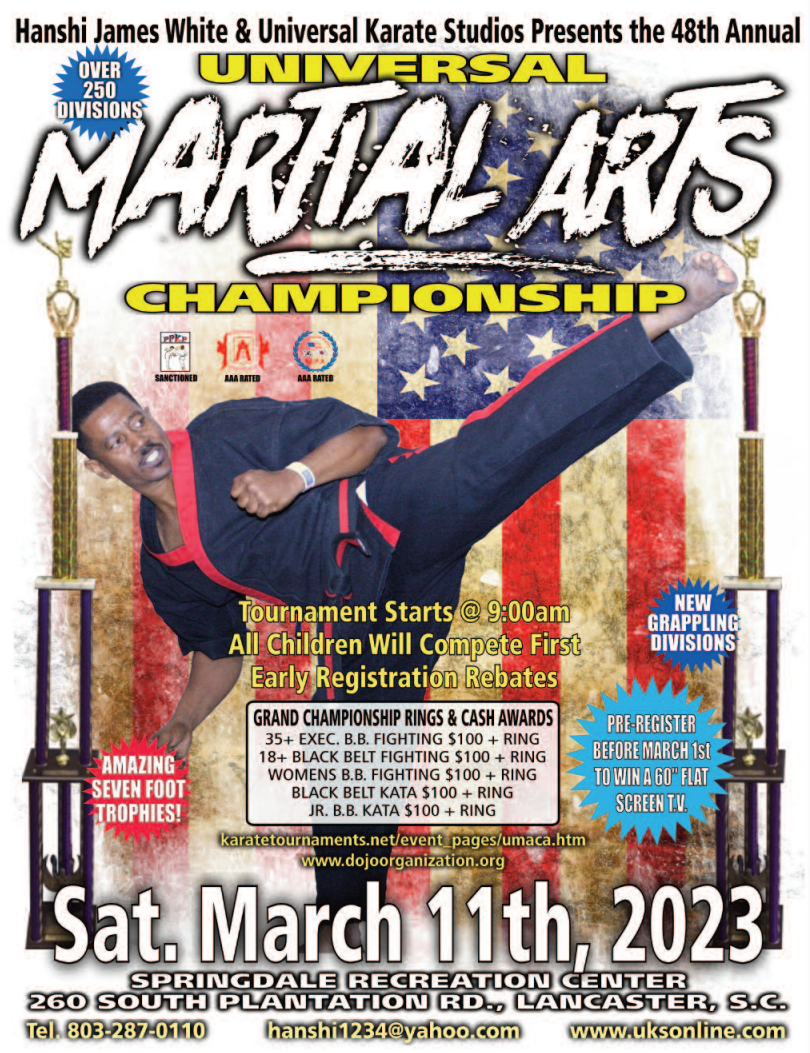 Hanshi James White & Universal Karate Studios Presents the 48th Annual
UNIVERSAL
OVER
250
DIVISIONS
MARTIAL ARTS
CHAMPIONSHIP
PPKP
SANCTIONED
A
AAA RATED
AAA RATED
Tournament Starts @ 9:00am
All Children Will Compete First
Early Registration Rebates
NEW
GRAPPLING
DIVISIONS
GRAND CHAMPIONSHIP RINGS & CASH AWARDS
35+ EXEC. B.B. FIGHTING $100 + RING
18+ BLACK BELT FIGHTING $100 + RING
WOMENS B.B. FIGHTING $100 + RING
BLACK BELT KATA $100 + RING
JR. B.B. KATA $100 + RING
PRE-REGISTER
BEFORE MARCH 1st
TO WIN A 60" FLAT
SCREEN T.V.
AMAZING
SEVEN FOOT
TROPHIES!
karatetournaments.net/event_pages/umaca.htm
www.dojoorganization.org
Sat. March 11th, 2023
SPRINGDALE RECREATION CENTER
260 SOUTH PLANTATION RD., LANCASTER, S.C.
Tel. 803-287-0110 hanshi1234@yahoo.com www.uksonline.com